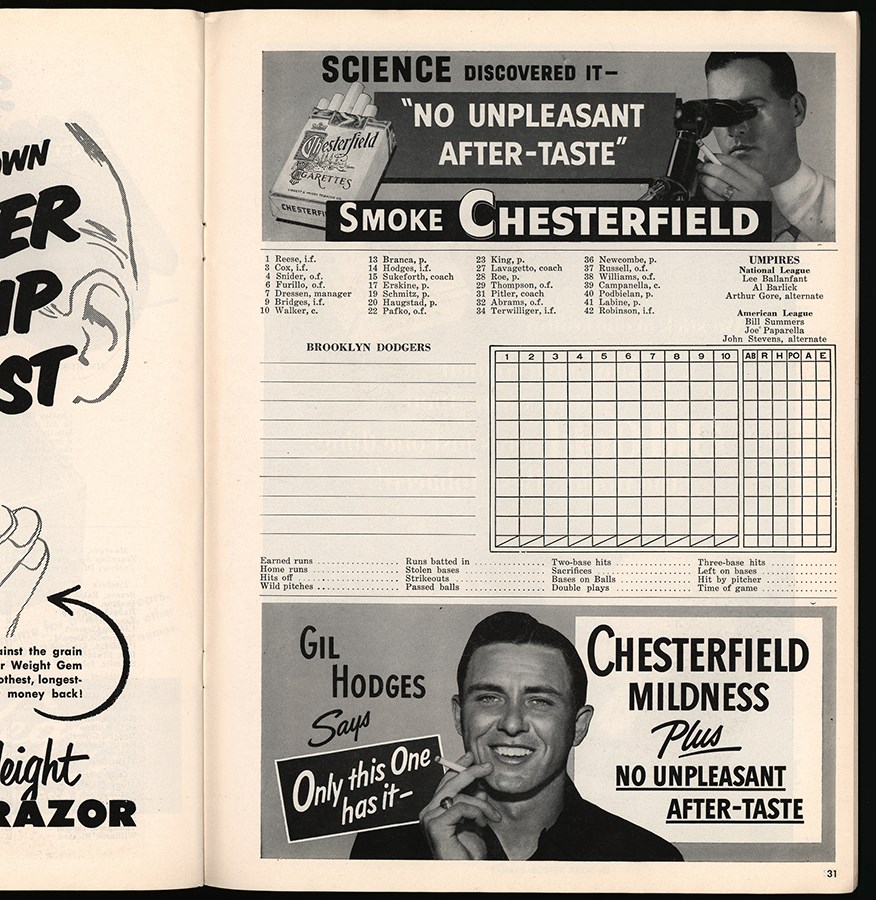 OWN
ER
IP
ST
ainst the grain
r Weight Gem
othest, longest-
money back!
eight
RAZOR
SCIENCE DISCOVERED IT—
"NO UNPLEASANT
AFTER-TASTE"
Chesterfield
CIGARETTES
LIGGETT & MYERS TOBACCO CO.
CHESTERFI
SMOKE CHESTERFIELD
1 Reese, i.f.
3 Cox, i.f.
4 Snider, o.f.
6 Furillo, o.f.
7 Dressen, manager
9 Bridges, i.f.
10 Walker, c.
13 Branca, p.
14 Hodges, i.f.
15 Sukeforth, coach
17 Erskine, p.
19 Schmitz, p.
20 Haugstad, p.
22 Pafko, o.f.
23 King, p.
27 Lavagetto, coach
28 Roe, p.
29 Thompson, o.f.
31 Pitler, coach
32 Abrams, o.f.
34 Terwilliger, i.f.
36 Newcombe, p.
37 Russell, o.f.
38 Williams, o.f.
39 Campanella, c.
40 Podbielan, p.
41 Labine, p.
42 Robinson, i.f.
UMPIRES
National League
Lee Ballanfant
Al Barlick
Arthur Gore, alternate
American League
Bill Summers
Joe Paparella
John Stevens, alternate
BROOKLYN DODGERS
1 2 3 4 5 6 7 8 9 10 AB R H PO A E
Earned runs .................... Runs batted in .................... Two-base hits .................... Three-base hits ....................
Home runs .................... Stolen bases .................... Sacrifices .................... Left on bases ....................
Hits off .................... Strikeouts .................... Bases on Balls .................... Hit by pitcher ....................
Wild pitches .................... Passed balls .................... Double plays .................... Time of game ....................
GIL
HODGES
Says
Only this One
has it—
CHESTERFIELD
MILDNESS
Plus
NO UNPLEASANT
AFTER-TASTE
31